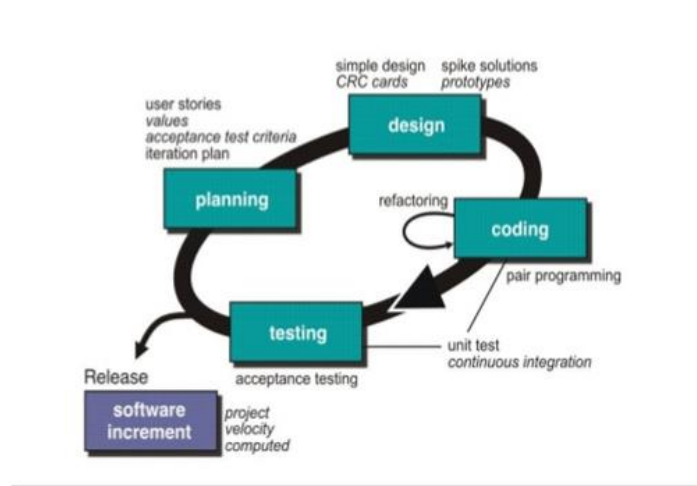 simple design
CRC cards
spike solutions
prototypes
design
user stories
values
acceptance test criteria
iteration plan
planning
refactoring
coding
pair programming
testing
unit test
continuous integration
acceptance testing
Release
software
increment
project
velocity
computed